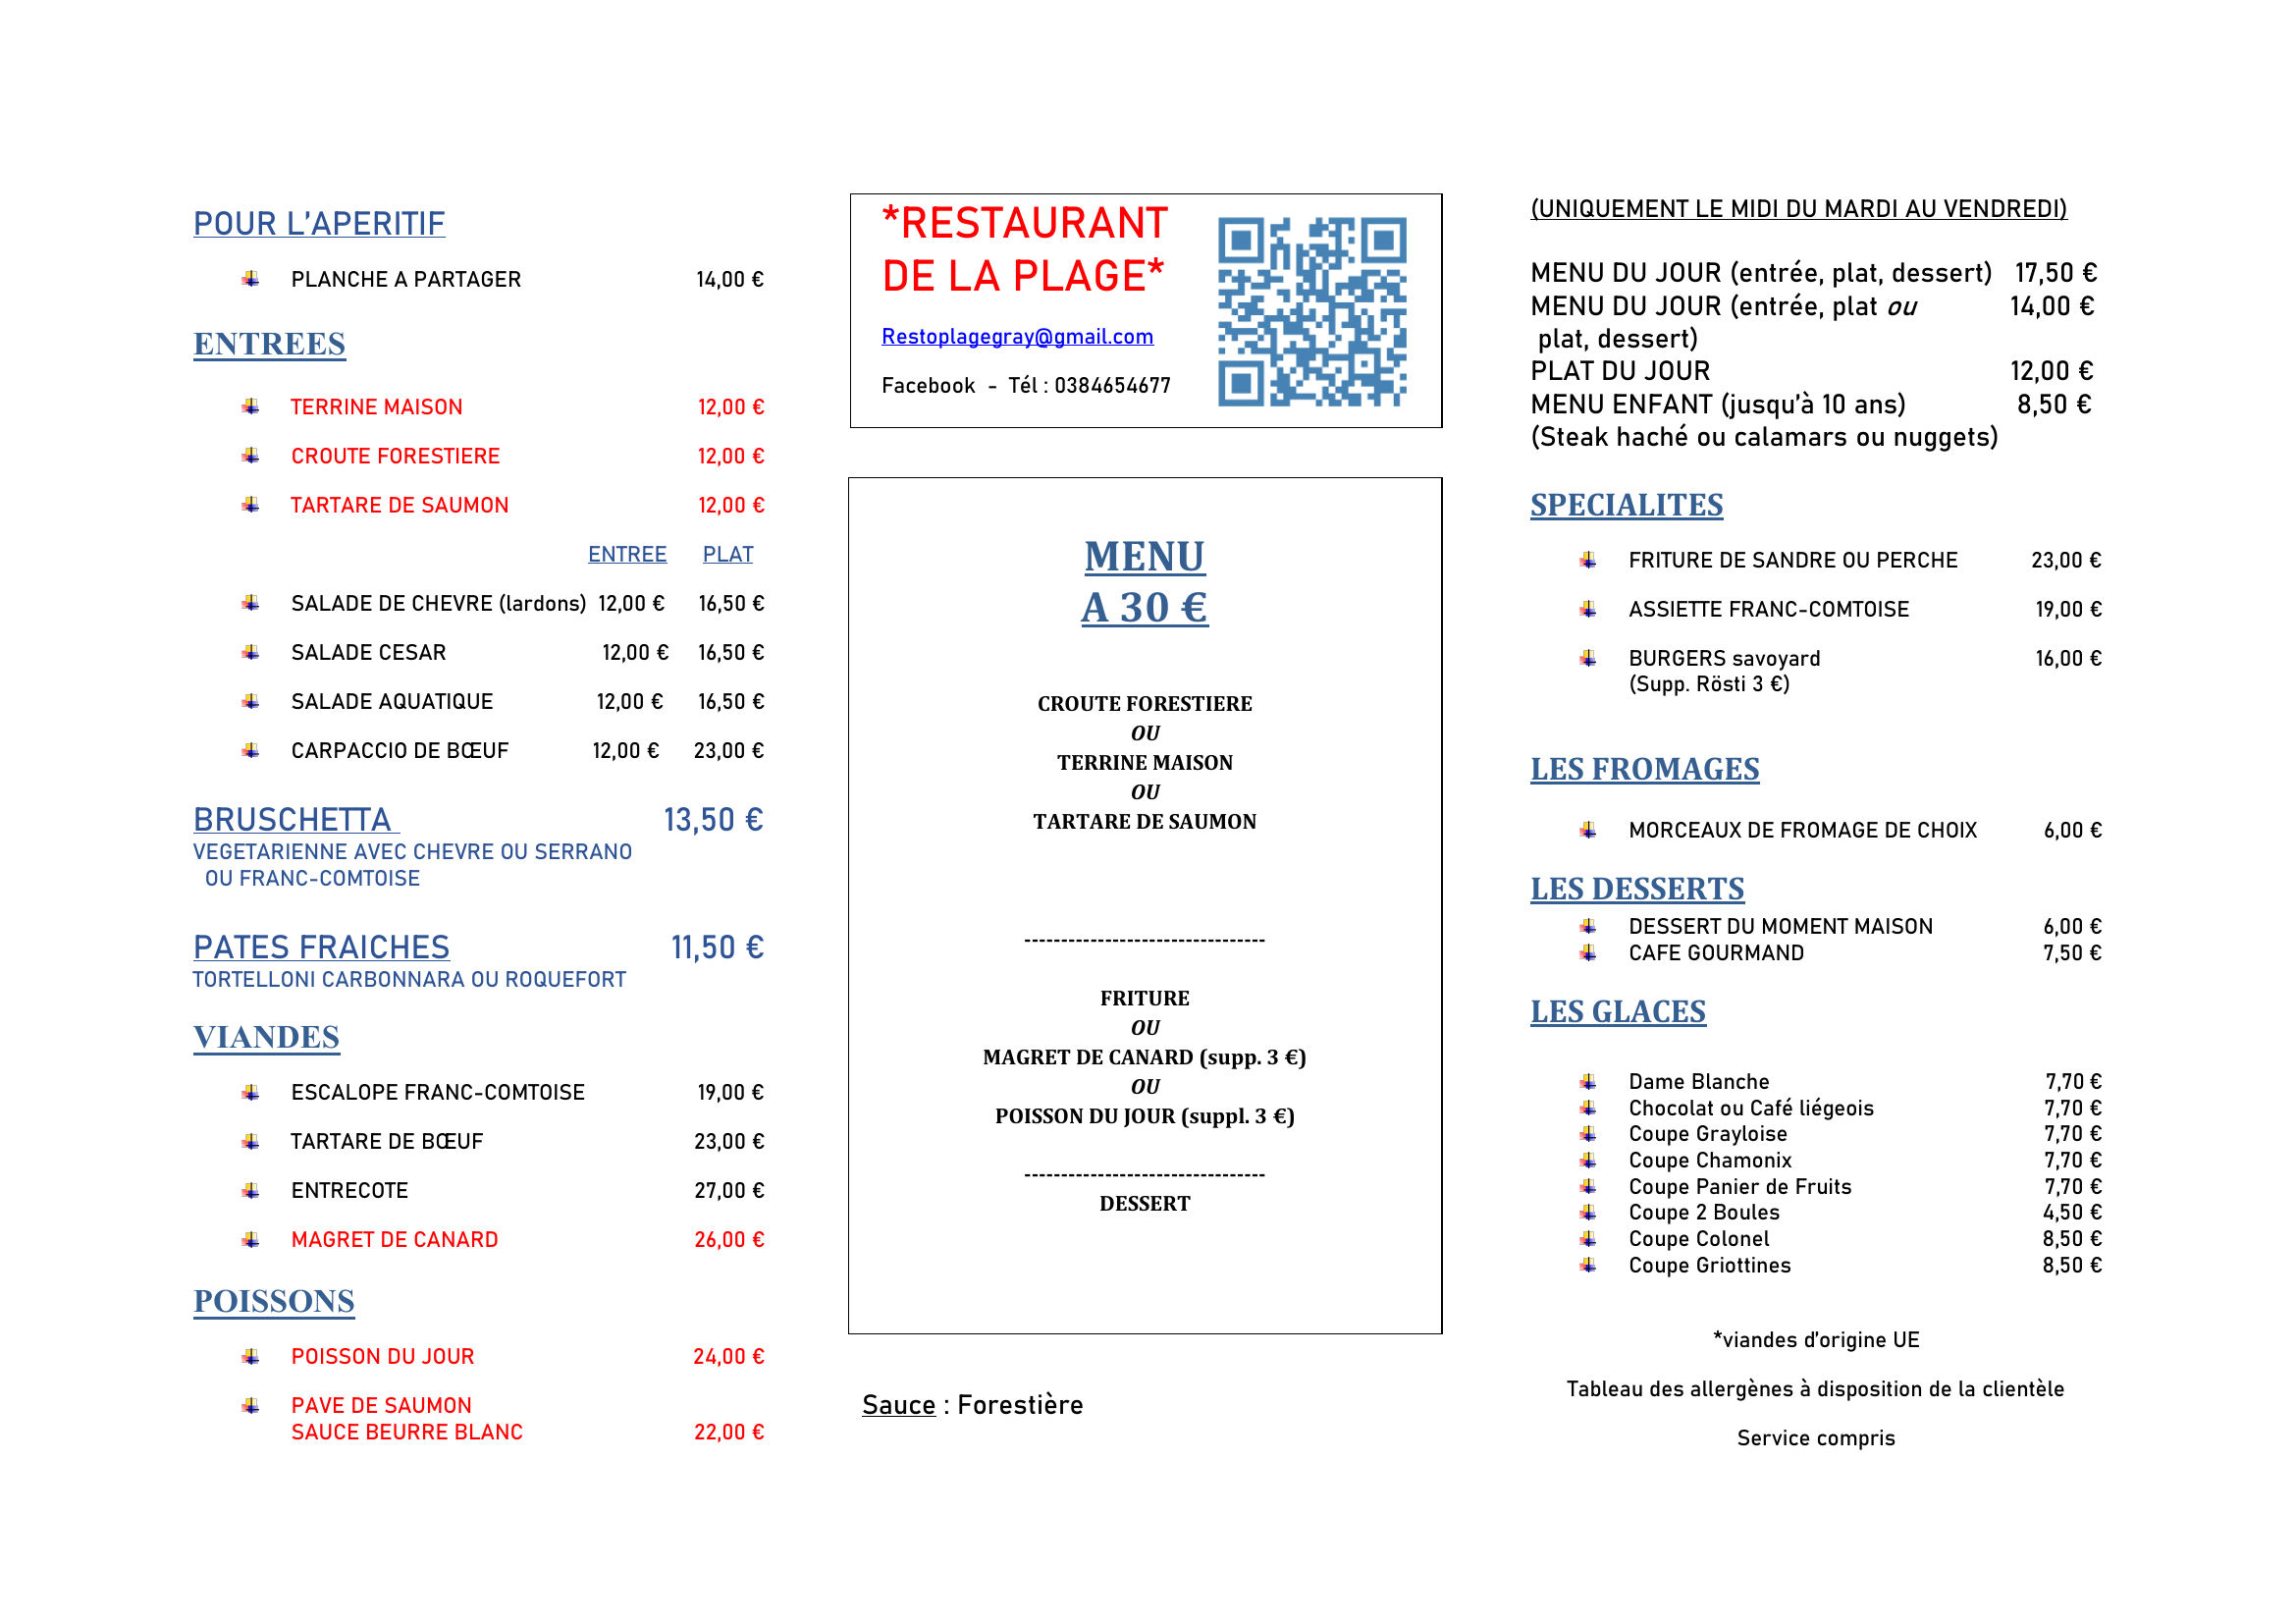 POUR L'APERITIF
PLANCHE A PARTAGER 14,00 €
ENTREES
TERRINE MAISON 12,00 €
CROUTE FORESTIERE 12,00 €
TARTARE DE SAUMON 12,00 €
ENTREE PLAT
SALADE DE CHEVRE (lardons) 12,00 € 16,50 €
SALADE CESAR 12,00 € 16,50 €
SALADE AQUATIQUE 12,00 € 16,50 €
CARPACCIO DE BŒUF 12,00 € 23,00 €
BRUSCHETTA 13,50 €
VEGETARIENNE AVEC CHEVRE OU SERRANO
OU FRANC-COMTOISE
PATES FRAICHES 11,50 €
TORTELLONI CARBONNARA OU ROQUEFORT
VIANDES
ESCALOPE FRANC-COMTOISE 19,00 €
TARTARE DE BŒUF 23,00 €
ENTRECOTE 27,00 €
MAGRET DE CANARD 26,00 €
POISSONS
POISSON DU JOUR 24,00 €
PAVE DE SAUMON
SAUCE BEURRE BLANC 22,00 €
*RESTAURANT
DE LA PLAGE*
Restoplagegray@gmail.com
Facebook - Tél : 0384654677
MENU
A 30 €
CROUTE FORESTIERE
OU
TERRINE MAISON
OU
TARTARE DE SAUMON
---------------------------------
FRITURE
OU
MAGRET DE CANARD (supp. 3 €)
OU
POISSON DU JOUR (suppl. 3 €)
---------------------------------
DESSERT
Sauce : Forestière
(UNIQUEMENT LE MIDI DU MARDI AU VENDREDI)
MENU DU JOUR (entrée, plat, dessert) 17,50 €
MENU DU JOUR (entrée, plat ou 14,00 €
plat, dessert)
PLAT DU JOUR 12,00 €
MENU ENFANT (jusqu'à 10 ans) 8,50 €
(Steak haché ou calamars ou nuggets)
SPECIALITES
FRITURE DE SANDRE OU PERCHE 23,00 €
ASSIETTE FRANC-COMTOISE 19,00 €
BURGERS savoyard 16,00 €
(Supp. Rösti 3 €)
LES FROMAGES
MORCEAUX DE FROMAGE DE CHOIX 6,00 €
LES DESSERTS
DESSERT DU MOMENT MAISON 6,00 €
CAFE GOURMAND 7,50 €
LES GLACES
Dame Blanche 7,70 €
Chocolat ou Café liégeois 7,70 €
Coupe Grayloise 7,70 €
Coupe Chamonix 7,70 €
Coupe Panier de Fruits 7,70 €
Coupe 2 Boules 4,50 €
Coupe Colonel 8,50 €
Coupe Griottines 8,50 €
*viandes d'origine UE
Tableau des allergènes à disposition de la clientèle
Service compris